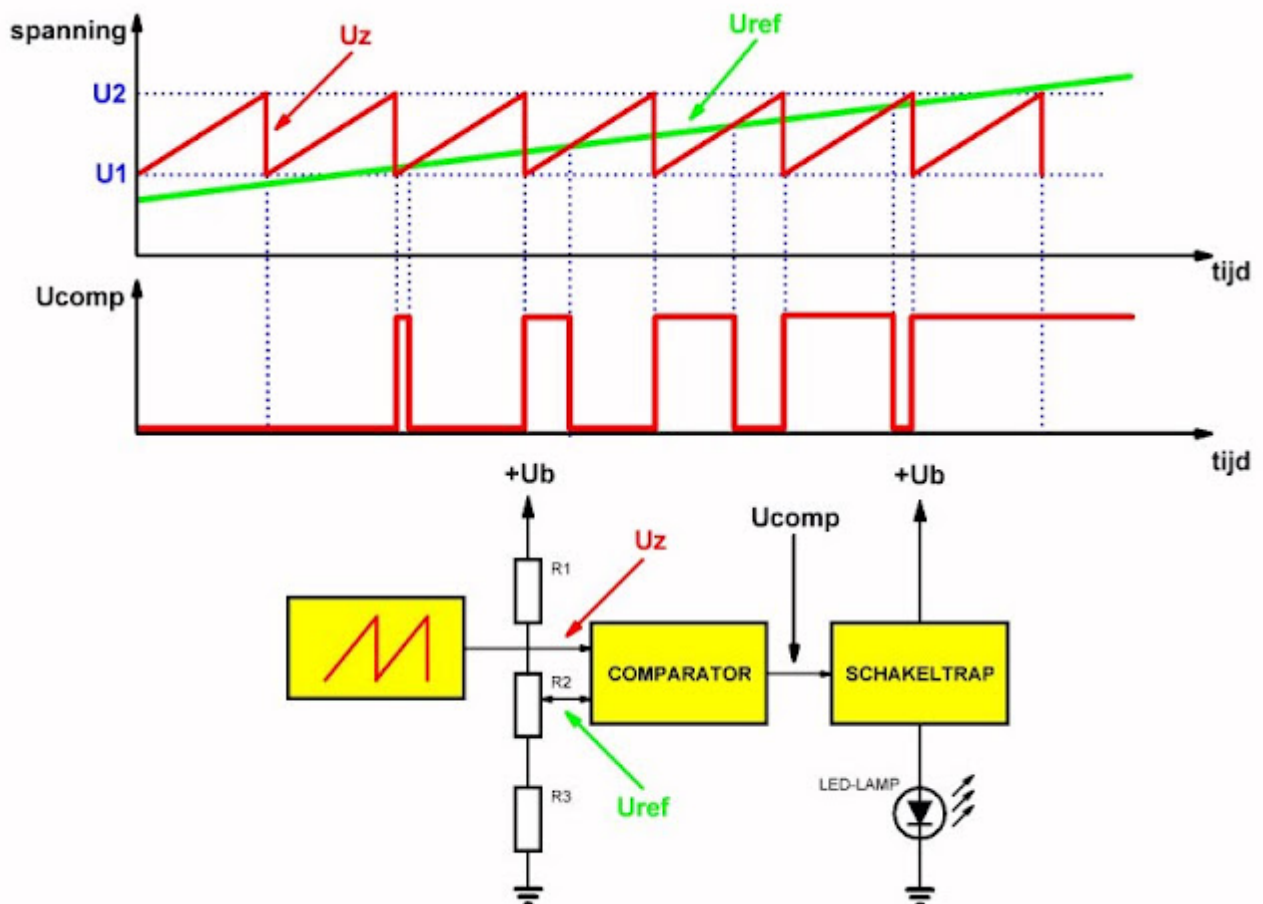 spanning
Uz
Uref
U2
U1
tijd
Ucomp
tijd
+Ub
+Ub
Ucomp
Uz
R1
R2
COMPARATOR
SCHAKELTRAP
R3
Uref
LED-LAMP